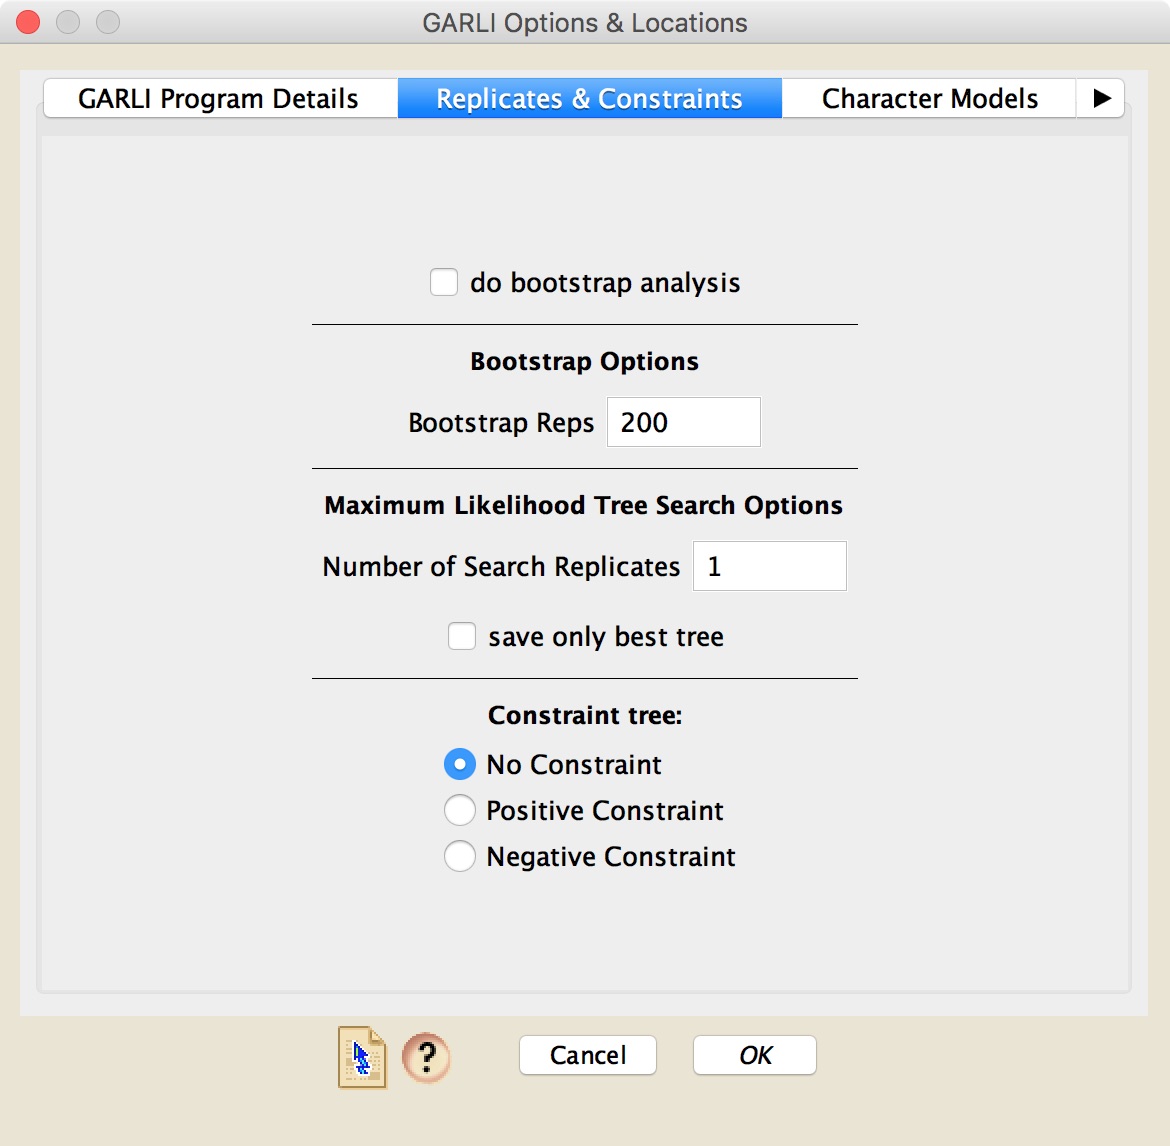 GARLI Options & Locations
GARLI Program Details Replicates & Constraints Character Models
do bootstrap analysis
Bootstrap Options
Bootstrap Reps 200
Maximum Likelihood Tree Search Options
Number of Search Replicates 1
save only best tree
Constraint tree:
No Constraint
Positive Constraint
Negative Constraint
? Cancel OK